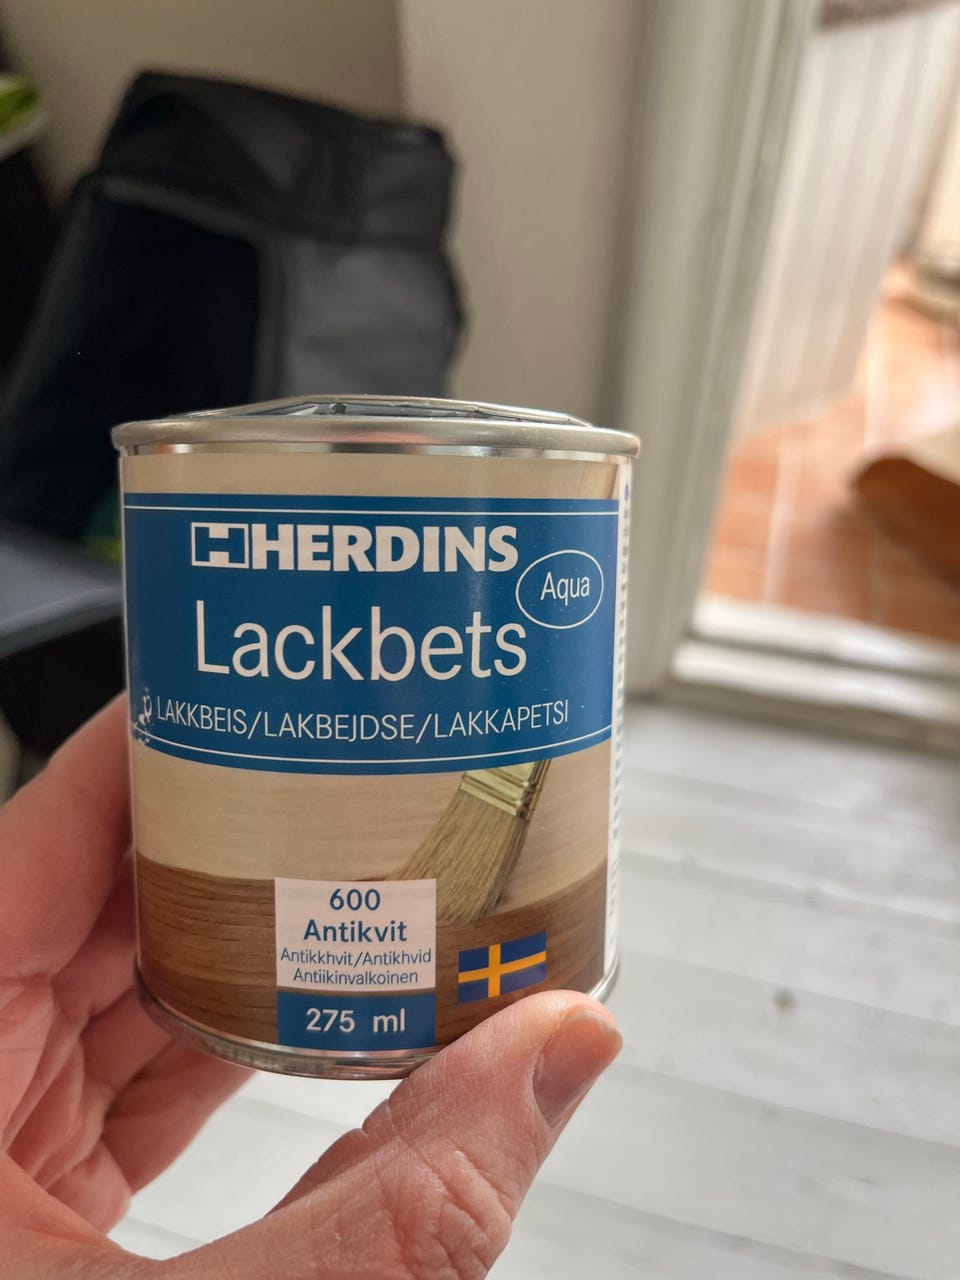 HERDINS
Aqua
Lackbets
LAKKBEIS/LAKBEJDSE/LAKKAPETSI
600
Antikvit
Antikkhvit/Antikhvid
Antiikinvalkoinen
275 ml